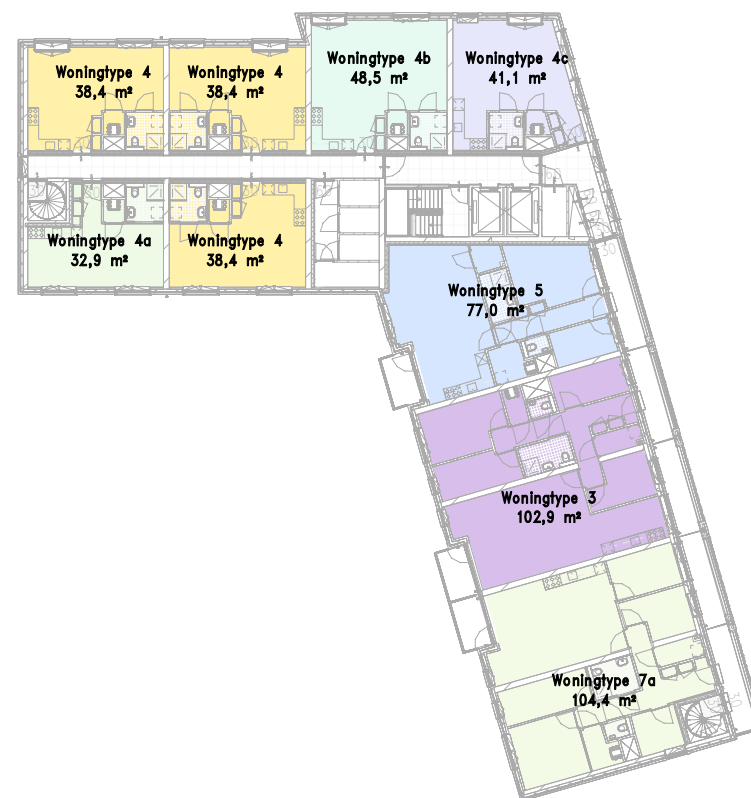 Woningtype 4
38,4 m²
Woningtype 4
38,4 m²
Woningtype 4b
48,5 m²
Woningtype 4c
41,1 m²
Woningtype 4a
32,9 m²
Woningtype 4
38,4 m²
30
Woningtype 5
77,0 m²
Woningtype 3
102,9 m²
Woningtype 7a
104,4 m²
30